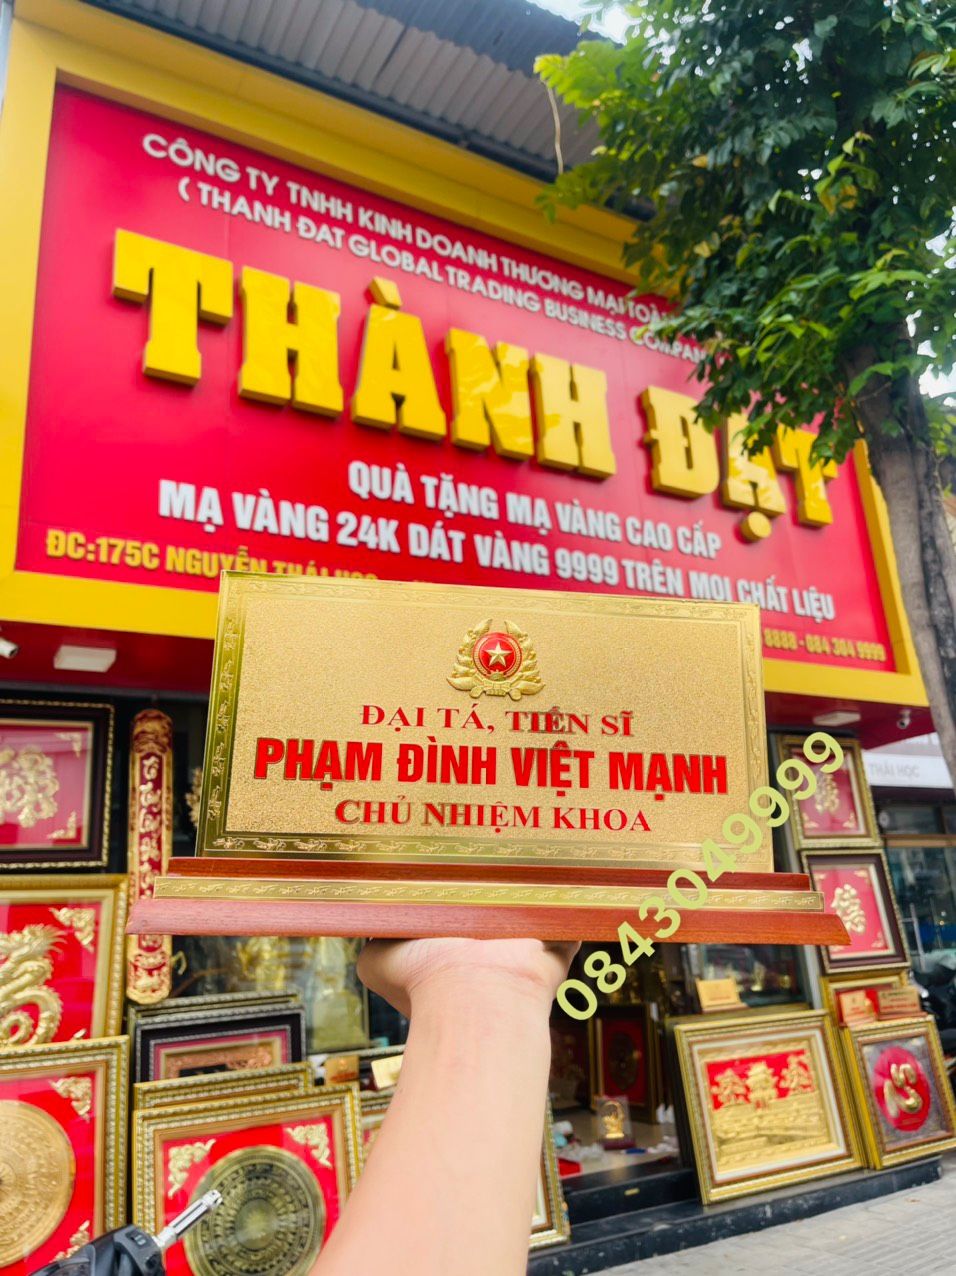 CÔNG TY TNHH KINH DOANH THƯƠNG MẠI TOÀN
( THANH ĐẠT GLOBAL TRADING BUSINESS COMPAN
THÀNH ĐẠT
QUÀ TẶNG MẠ VÀNG CAO CẤP
MẠ VÀNG 24K DÁT VÀNG 9999 TRÊN MỌI CHẤT LIỆU
ĐC:175C NGUYỄN THÁI HỌC
8888 - 084 304 9999
ĐẠI TÁ, TIẾN SĨ
PHẠM ĐÌNH VIỆT MẠNH
CHỦ NHIỆM KHOA
0843049999
THÁI HỌC